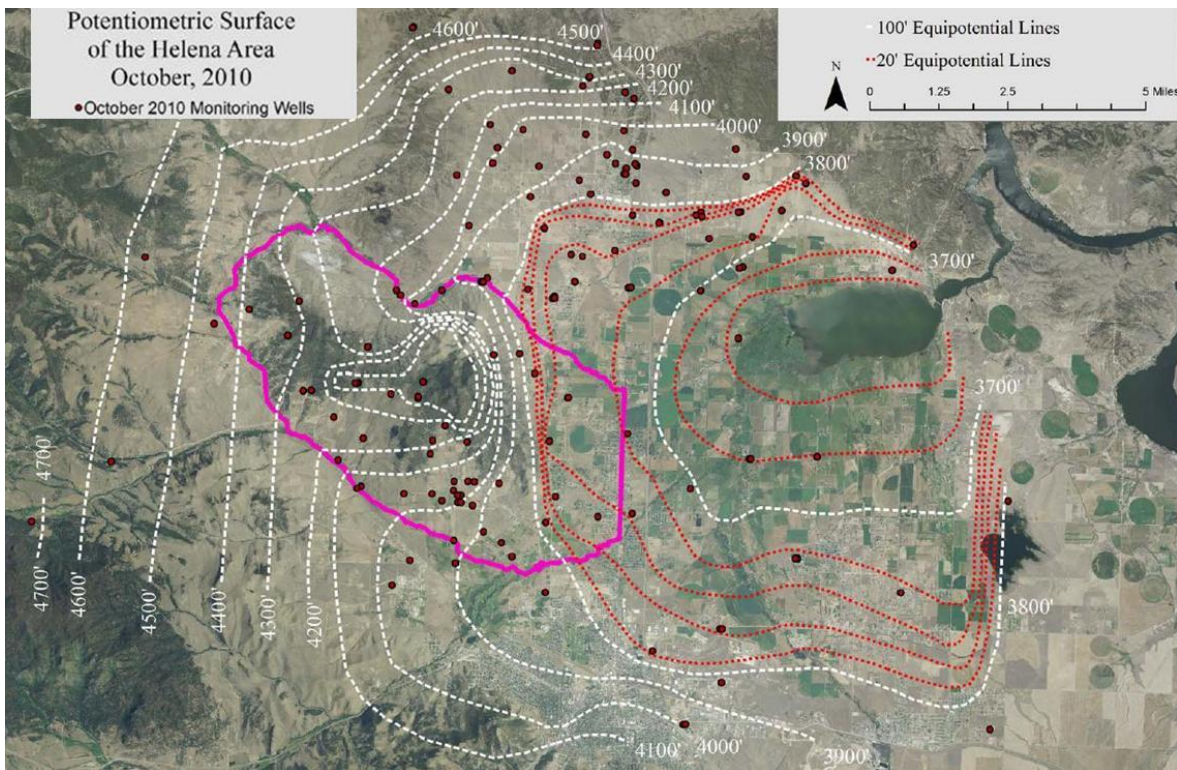 Potentiometric Surface
of the Helena Area
October, 2010
October 2010 Monitoring Wells
100' Equipotential Lines
20' Equipotential Lines
N
0 1.25 2.5 5 Miles
4600'
4500'
4400'
4300'
4200'
4100'
4000'
3900'
3800'
3700'
3700'
4700'
4700'
4600'
4500'
4400'
4300'
4200'
3800'
4100'
4000'
3900'